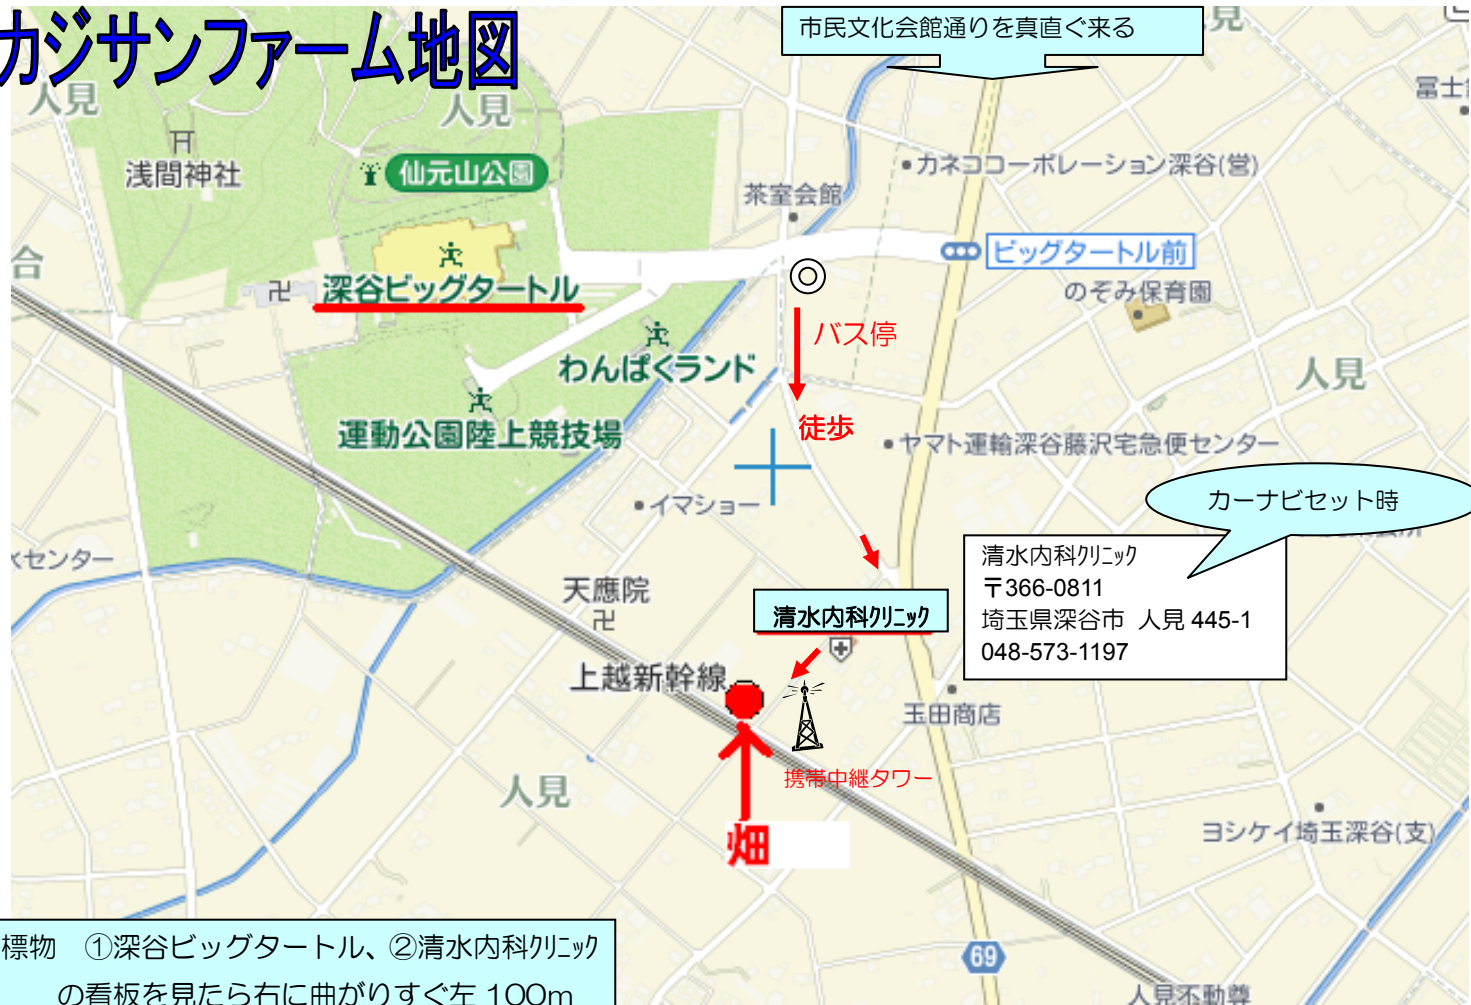 カジサンファーム地図
市民文化会館通りを真直ぐ来る
見
人見
人見
富士
浅間神社
仙元山公園
カネココーポレーション深谷(営)
茶室会館
合
ビッグタートル前
深谷ビッグタートル
のぞみ保育園
バス停
わんぱくランド
人見
徒歩
運動公園陸上競技場
ヤマト運輸深谷藤沢宅急便センター
イマショー
カーナビセット時
センター
清水内科ｸﾘﾆｯｸ
〒366-0811
埼玉県深谷市 人見 445-1
048-573-1197
天應院
清水内科ｸﾘﾆｯｸ
上越新幹線
玉田商店
携帯中継タワー
人見
ヨシケイ埼玉深谷(支)
畑
標物 ①深谷ビッグタートル、②清水内科ｸﾘﾆｯｸ
の看板を見たら右に曲がりすぐ左 100m
69
人見不動尊